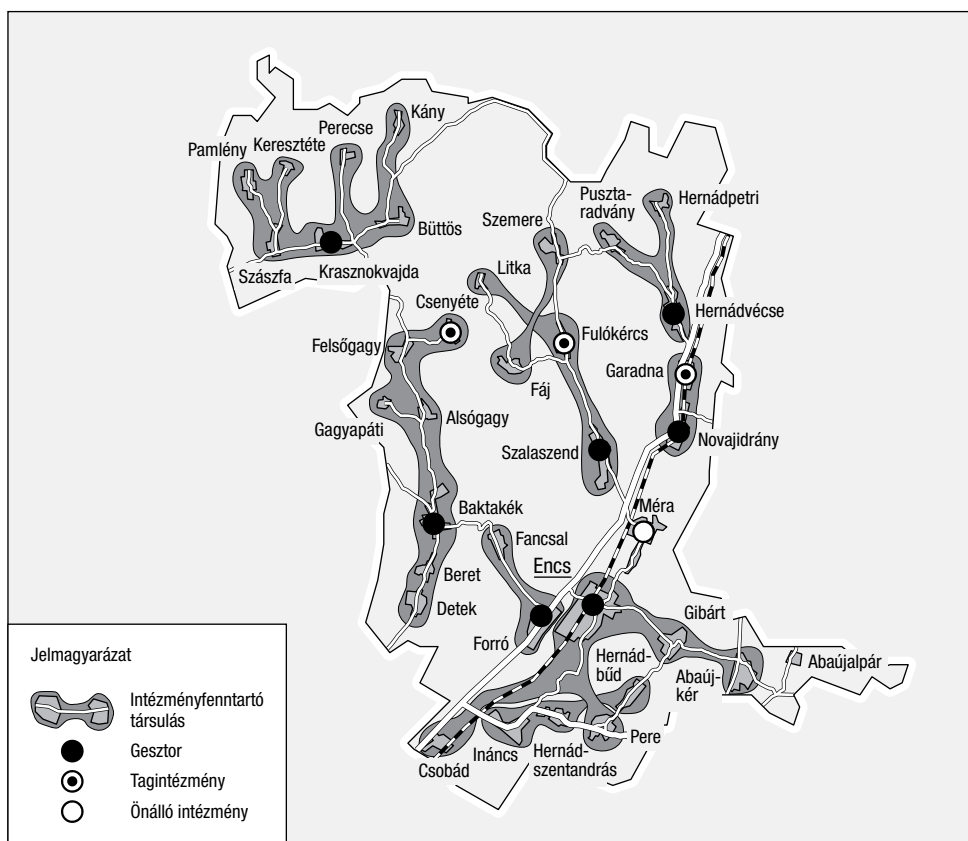 Kány
Perecse
Keresztéte
Pamlény
Büttös
Szászfa
Krasznokvajda
Szemere
Puszta-
radvány
Hernádpetri
Litka
Csenyéte
Hernádvécse
Fulókércs
Felsőgagy
Garadna
Fáj
Gagyapáti
Alsógagy
Novajidrány
Szalaszend
Baktakék
Méra
Fancsal
Encs
Beret
Detek
Gibárt
Forró
Hernád-
bűd
Abaújalpár
Abaúj-
kér
Pere
Ináncs
Hernád-
szentandrás
Csobád
Jelmagyarázat
Intézményfenntartó
társulás
Gesztor
Tagintézmény
Önálló intézmény